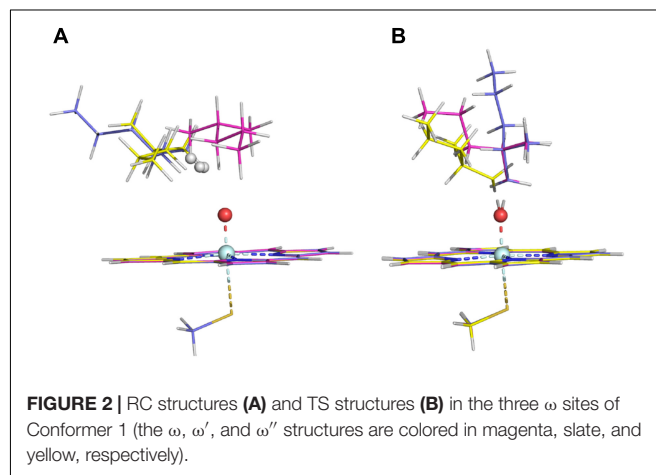 A B
FIGURE 2 | RC structures (A) and TS structures (B) in the three ω sites of
Conformer 1 (the ω, ω′, and ω′′ structures are colored in magenta, slate, and
yellow, respectively).